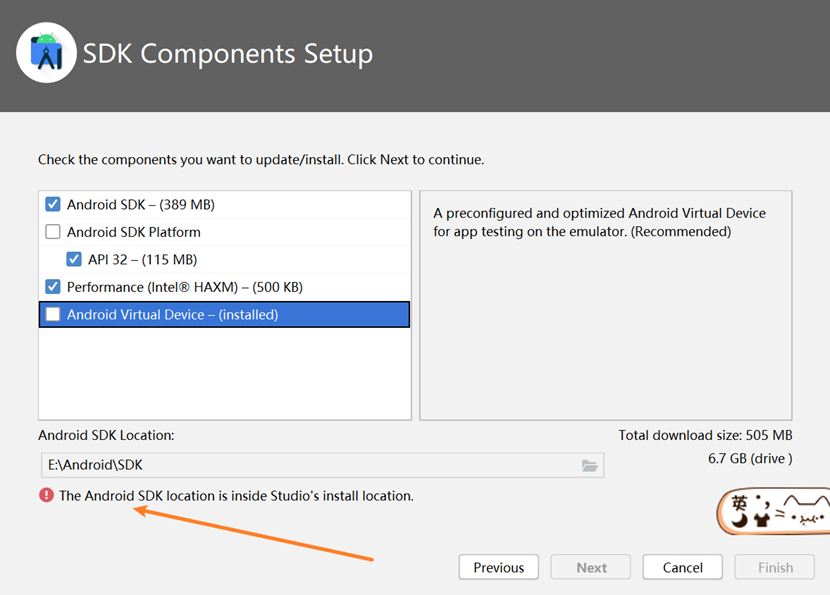 SDK Components Setup
Check the components you want to update/install. Click Next to continue.
Android SDK – (389 MB)
Android SDK Platform
API 32 – (115 MB)
Performance (Intel® HAXM) – (500 KB)
Android Virtual Device – (installed)
A preconfigured and optimized Android Virtual Device
for app testing on the emulator. (Recommended)
Android SDK Location:
Total download size: 505 MB
E:\Android\SDK
6.7 GB (drive )
The Android SDK location is inside Studio's install location.
英
Previous
Next
Cancel
Finish